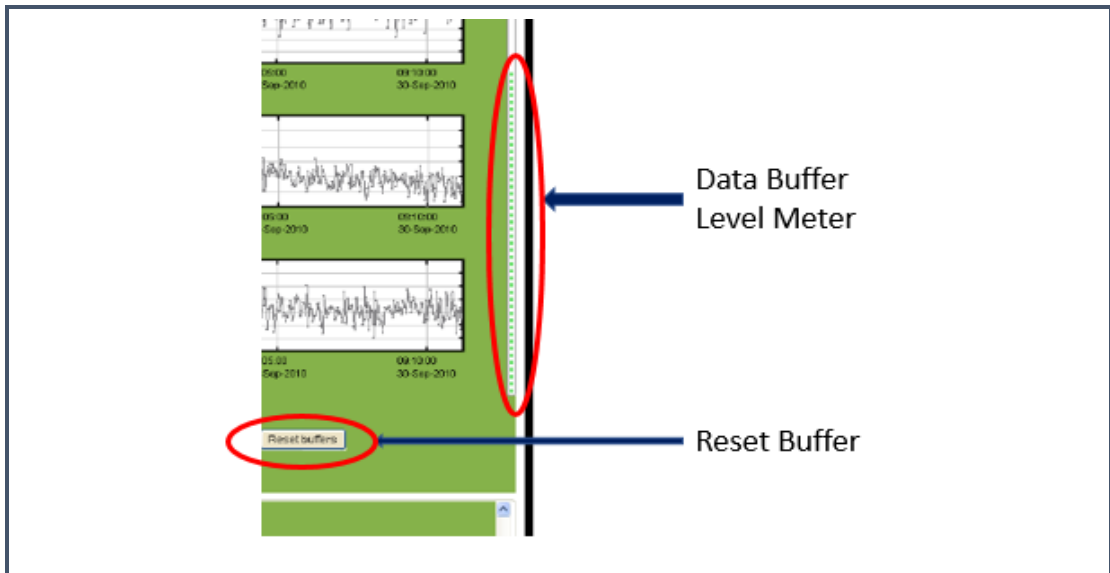 05:00 09:10:00
Sep-2010 30-Sep-2010
Data Buffer
Level Meter
05:00 09:10:00
-Sep-2010 30-Sep-2010
05:00 09:10:00
-Sep-2010 30-Sep-2010
Reset buffers
Reset Buffer